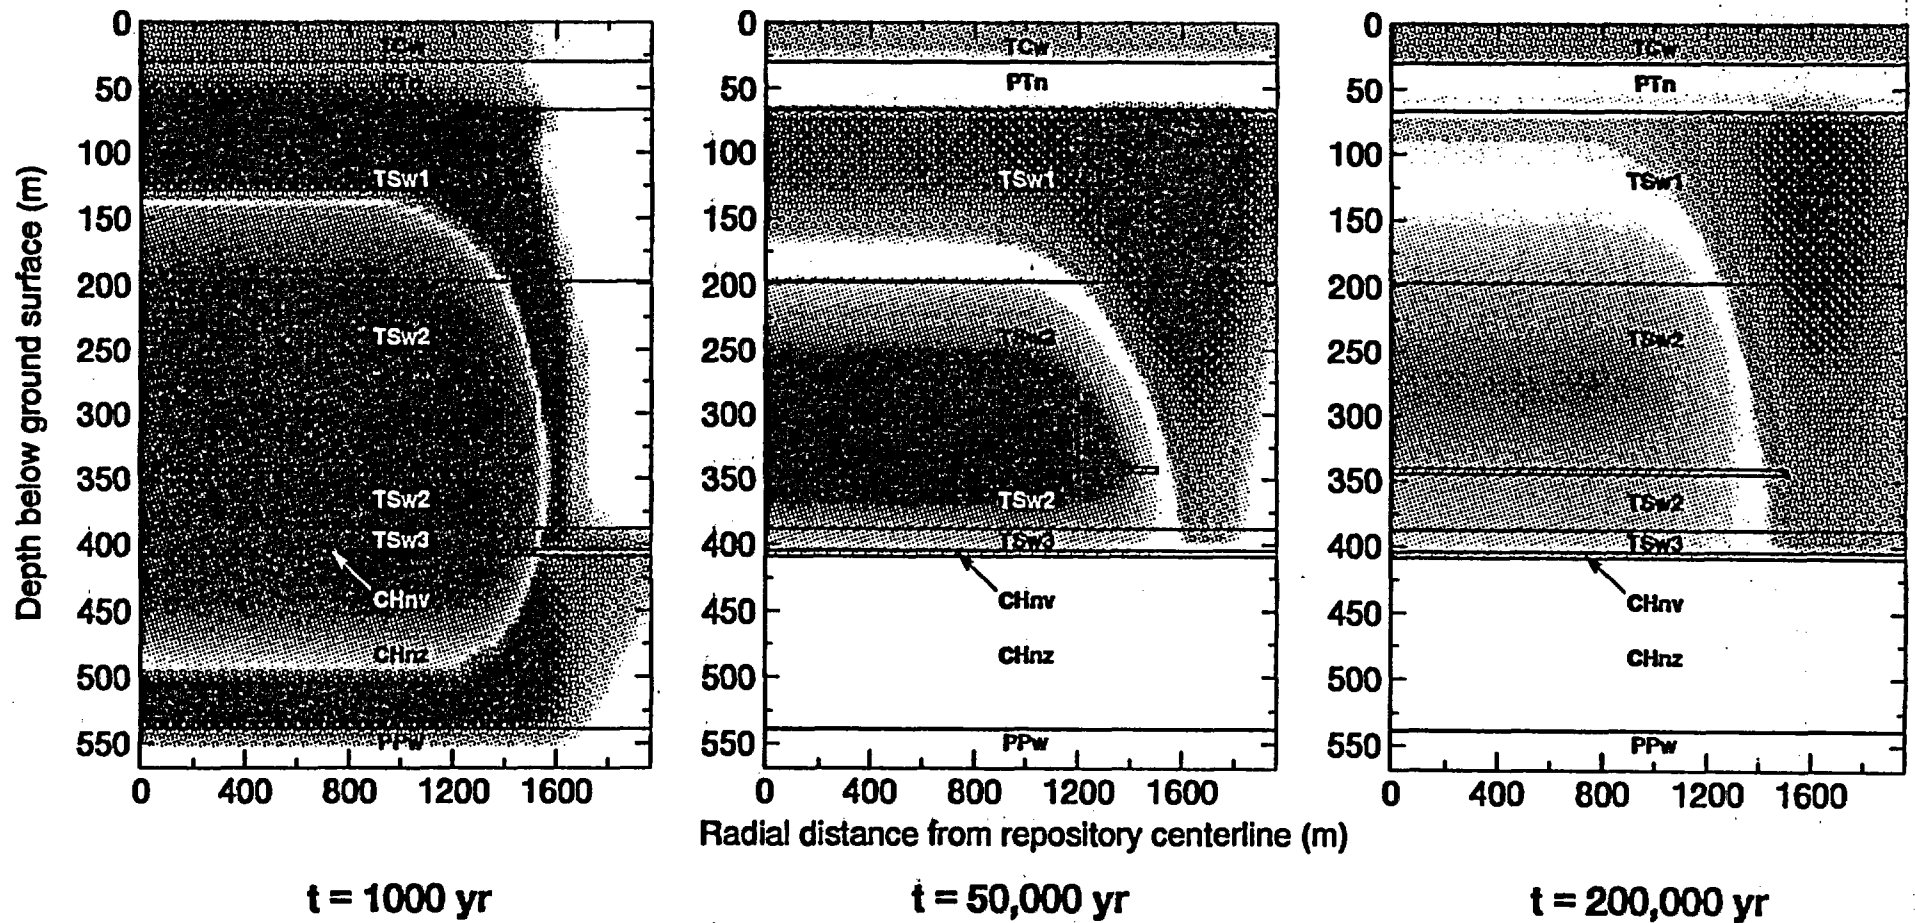 Depth below ground surface (m)
0
50
100
150
200
250
300
350
400
450
500
550
TCw
PTn
TSw1
TSw2
TSw2
TSw3
CHnv
CHnz
PPw
0 400 800 1200 1600
0
50
100
150
200
250
300
350
400
450
500
550
TCw
PTn
TSw1
TSw2
TSw2
TSw3
CHnv
CHnz
PPw
0 400 800 1200 1600
0
50
100
150
200
250
300
350
400
450
500
550
TCw
PTn
TSw1
TSw2
TSw2
TSw3
CHnv
CHnz
PPw
0 400 800 1200 1600
Radial distance from repository centerline (m)
t = 1000 yr
t = 50,000 yr
t = 200,000 yr